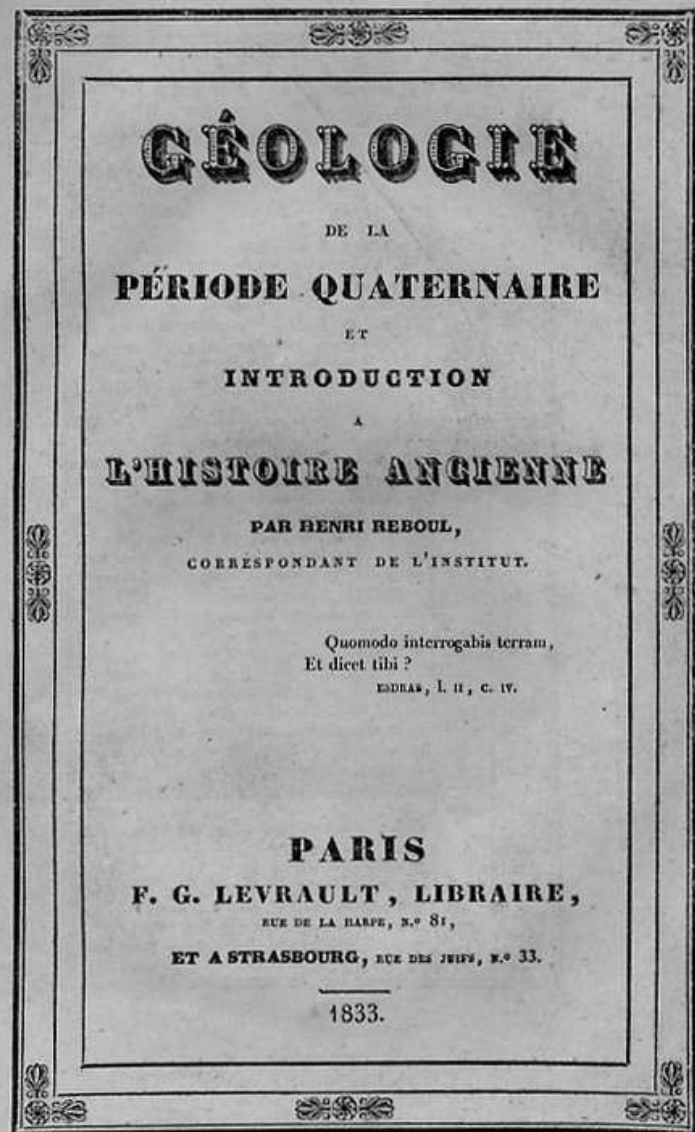 GÉOLOGIE
DE LA
PÉRIODE QUATERNAIRE
ET
INTRODUCTION
A
L'HISTOIRE ANCIENNE
PAR HENRI REBOUL,
CORRESPONDANT DE L'INSTITUT.
Quomodo interrogabis terram,
Et dicet tibi ?
ESDRAS, l. II, c. IV.
PARIS
F. G. LEVRAULT, LIBRAIRE,
RUE DE LA HARPE, N.º 81,
ET A STRASBOURG, RUE DES JUIFS, N.º 33.
1833.